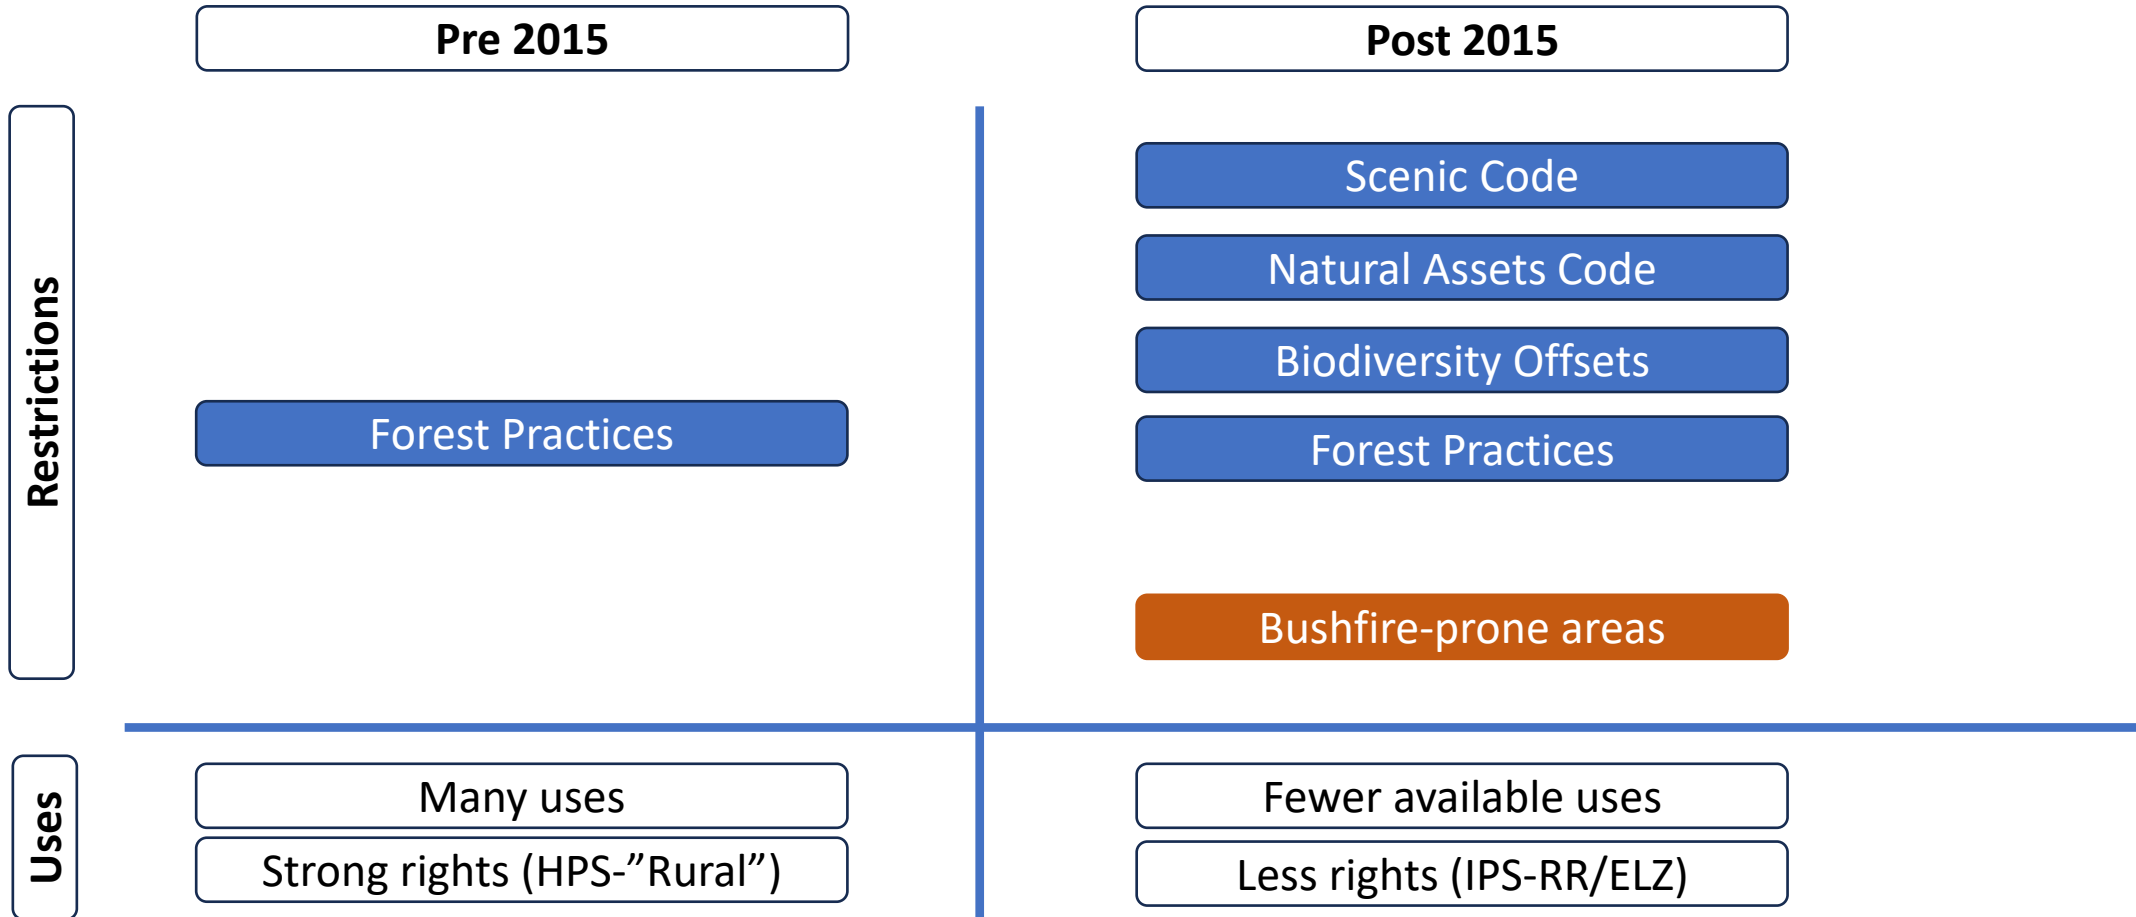 Pre 2015
Post 2015
Restrictions
Scenic Code
Natural Assets Code
Biodiversity Offsets
Forest Practices
Forest Practices
Bushfire-prone areas
Uses
Many uses
Fewer available uses
Strong rights (HPS-”Rural”)
Less rights (IPS-RR/ELZ)